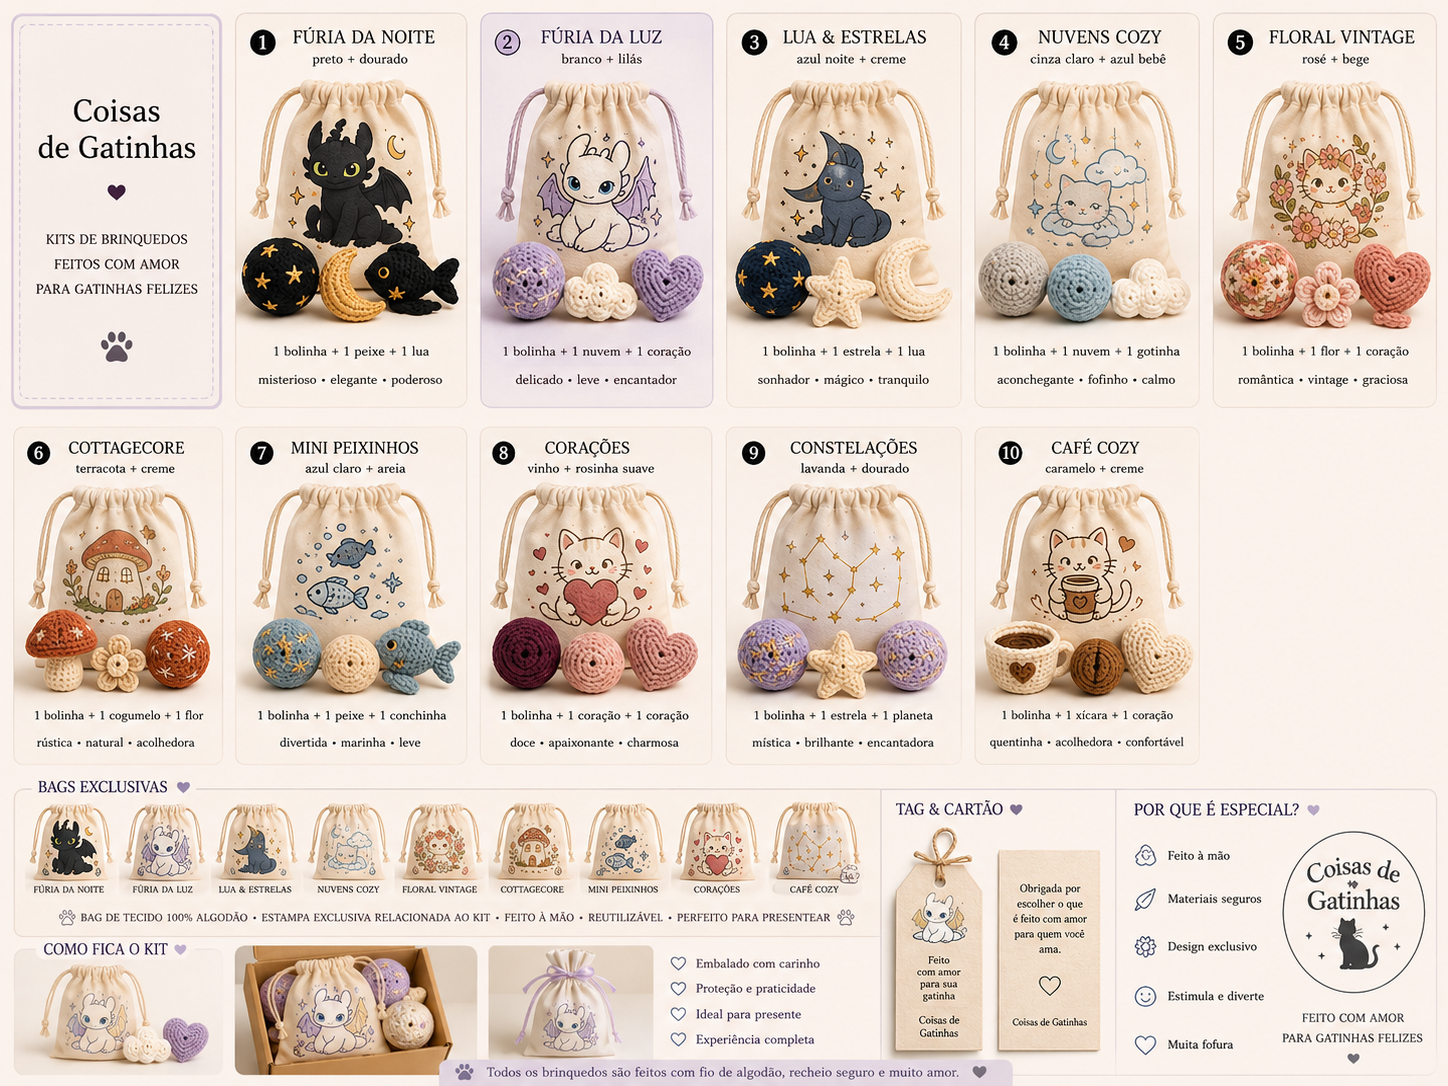 Coisas
de Gatinhas
KITS DE BRINQUEDOS
FEITOS COM AMOR
PARA GATINHAS FELIZES
1 FÚRIA DA NOITE
preto + dourado
1 bolinha + 1 peixe + 1 lua
misterioso • elegante • poderoso
2 FÚRIA DA LUZ
branco + lilás
1 bolinha + 1 nuvem + 1 coração
delicado • leve • encantador
3 LUA & ESTRELAS
azul noite + creme
1 bolinha + 1 estrela + 1 lua
sonhador • mágico • tranquilo
4 NUVENS COZY
cinza claro + azul bebê
1 bolinha + 1 nuvem + 1 gotinha
aconchegante • fofinho • calmo
5 FLORAL VINTAGE
rosé + bege
1 bolinha + 1 flor + 1 coração
romântica • vintage • graciosa
6 COTTAGECORE
terracota + creme
1 bolinha + 1 cogumelo + 1 flor
rústica • natural • acolhedora
7 MINI PEIXINHOS
azul claro + areia
1 bolinha + 1 peixe + 1 conchinha
divertida • marinha • leve
8 CORAÇÕES
vinho + rosinha suave
1 bolinha + 1 coração + 1 coração
doce • apaixonante • charmosa
9 CONSTELAÇÕES
lavanda + dourado
1 bolinha + 1 estrela + 1 planeta
mística • brilhante • encantadora
10 CAFÉ COZY
caramelo + creme
1 bolinha + 1 xícara + 1 coração
quentinha • acolhedora • confortável
BAGS EXCLUSIVAS
FÚRIA DA NOITE
FÚRIA DA LUZ
LUA & ESTRELAS
NUVENS COZY
FLORAL VINTAGE
COTTAGECORE
MINI PEIXINHOS
CORAÇÕES
CAFÉ COZY
BAG DE TECIDO 100% ALGODÃO • ESTAMPA EXCLUSIVA RELACIONADA AO KIT • FEITO À MÃO • REUTILIZÁVEL • PERFEITO PARA PRESENTEAR
COMO FICA O KIT
Embalado com carinho
Proteção e praticidade
Ideal para presente
Experiência completa
TAG & CARTÃO
Feito
com amor
para sua
gatinha
Coisas de
Gatinhas
Obrigada por
escolher o que
é feito com amor
para quem você
ama.
Coisas de Gatinhas
POR QUE É ESPECIAL?
Feito à mão
Materiais seguros
Design exclusivo
Estimula e diverte
Muita fofura
Coisas de
Gatinhas
FEITO COM AMOR
PARA GATINHAS FELIZES
Todos os brinquedos são feitos com fio de algodão, recheio seguro e muito amor.